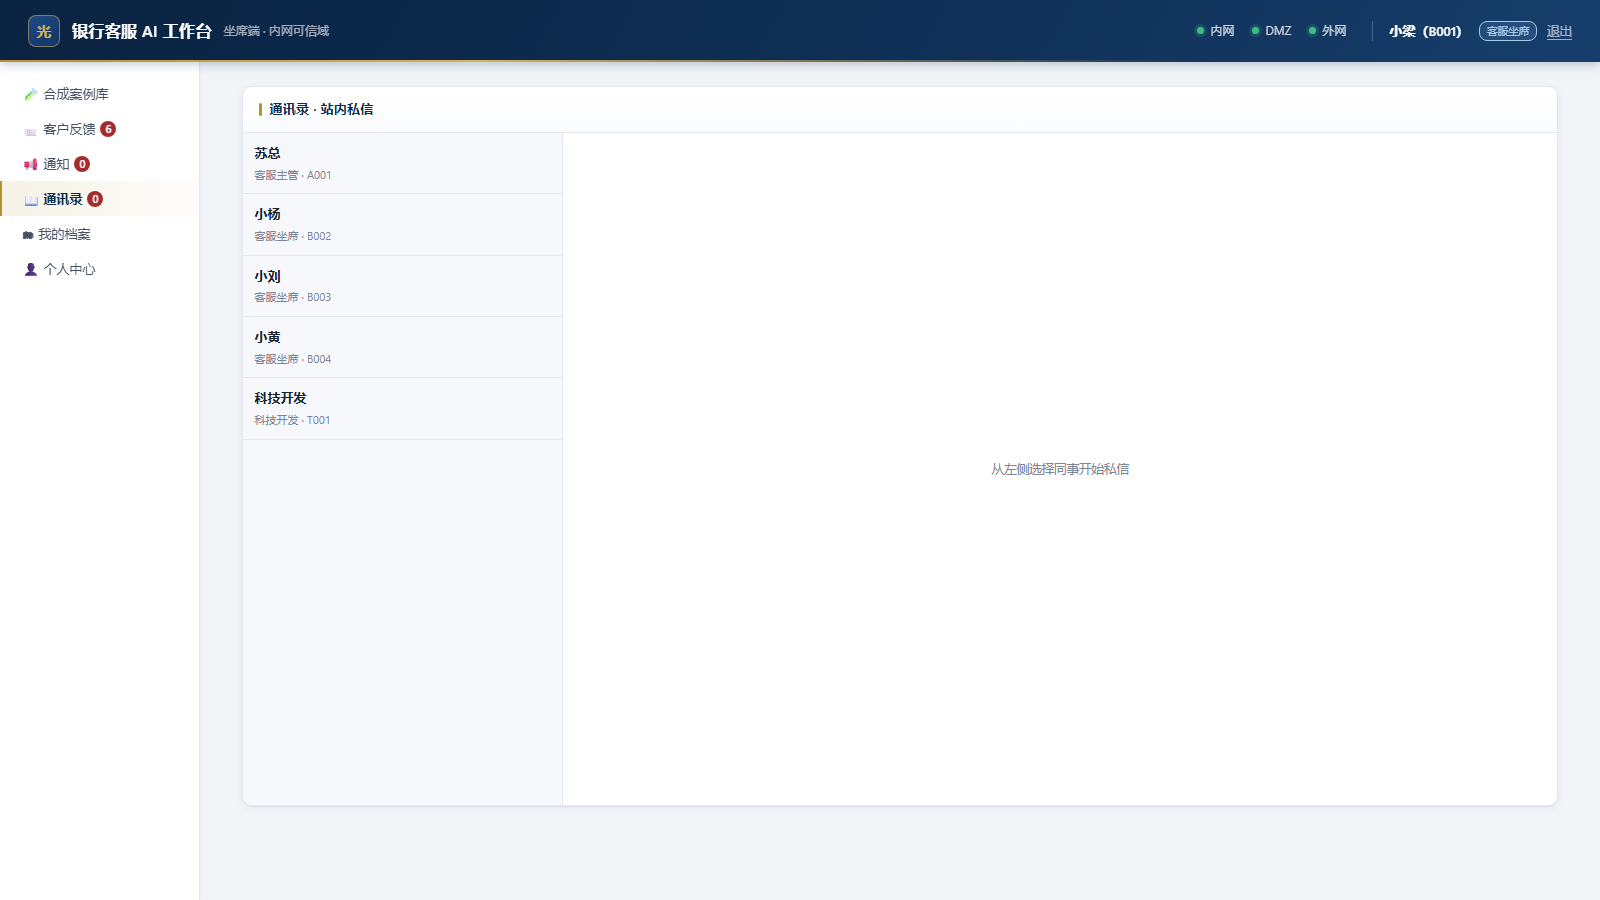 光 银行客服 AI 工作台 坐席端 · 内网可信域 内网 DMZ 外网 小梁（B001） 客服坐席 退出
合成案例库
客户反馈 6
通知 0
通讯录 0
我的档案
个人中心
通讯录 · 站内私信
苏总
客服主管 · A001
小杨
客服坐席 · B002
小刘
客服坐席 · B003
小黄
客服坐席 · B004
科技开发
科技开发 · T001
从左侧选择同事开始私信